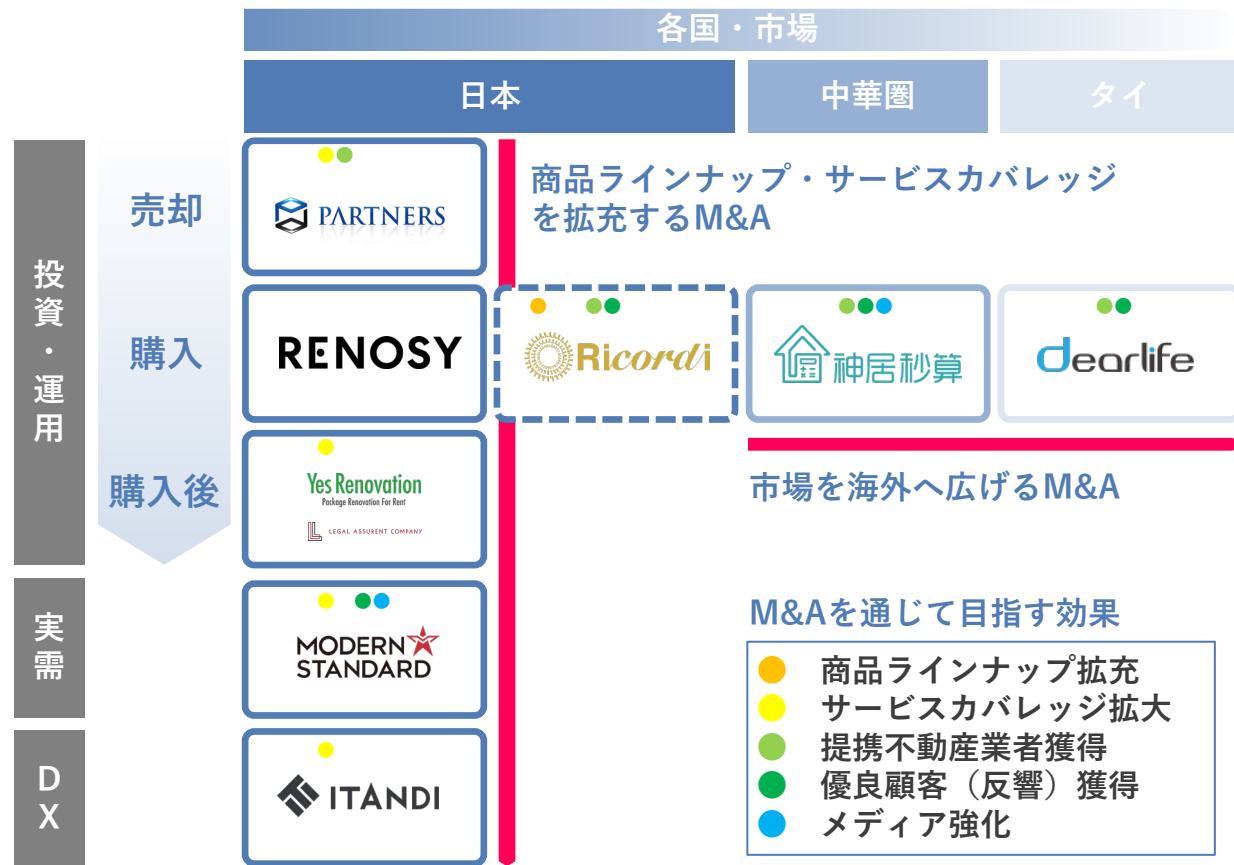 各国・市場
日本
中華圏
タイ
投資・運用
売却
PARTNERS
商品ラインナップ・サービスカバレッジ
を拡充するM&A
購入
RENOSY
Ricordi
神居秒算
dearlife
購入後
Yes Renovation
Package Renovation For Rent
LEGAL ASSURENT COMPANY
市場を海外へ広げるM&A
実需
MODERN
STANDARD
DX
ITANDI
M&Aを通じて目指す効果
商品ラインナップ拡充
サービスカバレッジ拡大
提携不動産業者獲得
優良顧客（反響）獲得
メディア強化